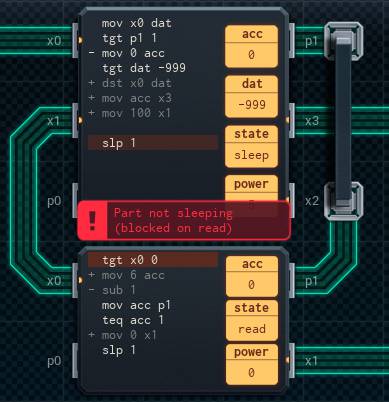 mov x0 dat
tgt p1 1
- mov 0 acc
tgt dat -999
+ dst x0 dat
+ mov acc x3
+ mov 100 x1
slp 1
acc
0
dat
-999
state
sleep
power
x0
x1
p0
p1
x3
x2
! Part not sleeping
(blocked on read)
tgt x0 0
+ mov 6 acc
- sub 1
mov acc p1
teq acc 1
+ mov 0 x1
slp 1
acc
0
state
read
power
0
x0
p0
p1
x1